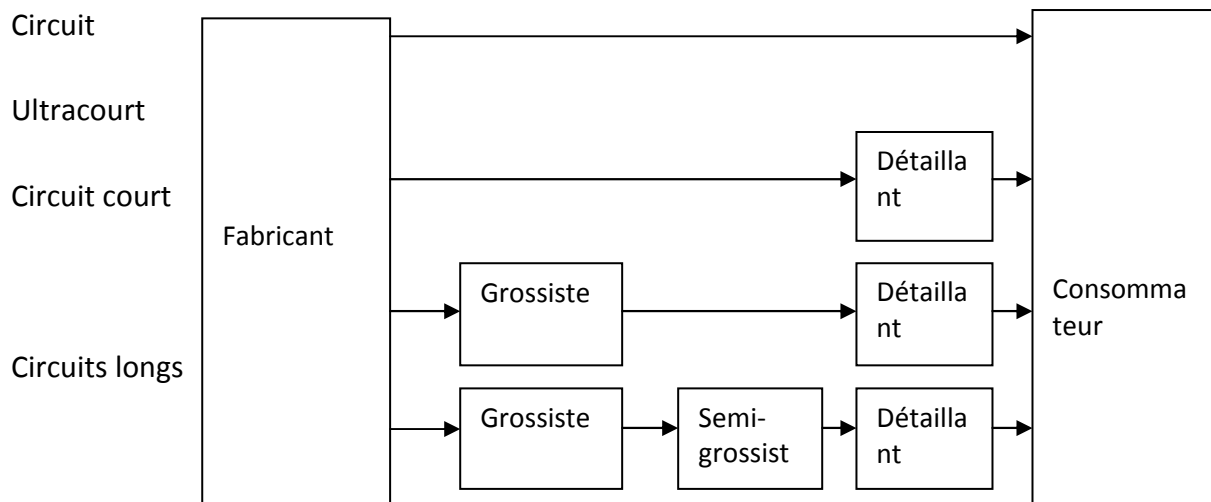 Circuit
Ultracourt
Circuit court
Circuits longs
Fabricant
Détailla
nt
Grossiste
Détailla
nt
Grossiste
Semi-
grossist
Détailla
nt
Consomma
teur